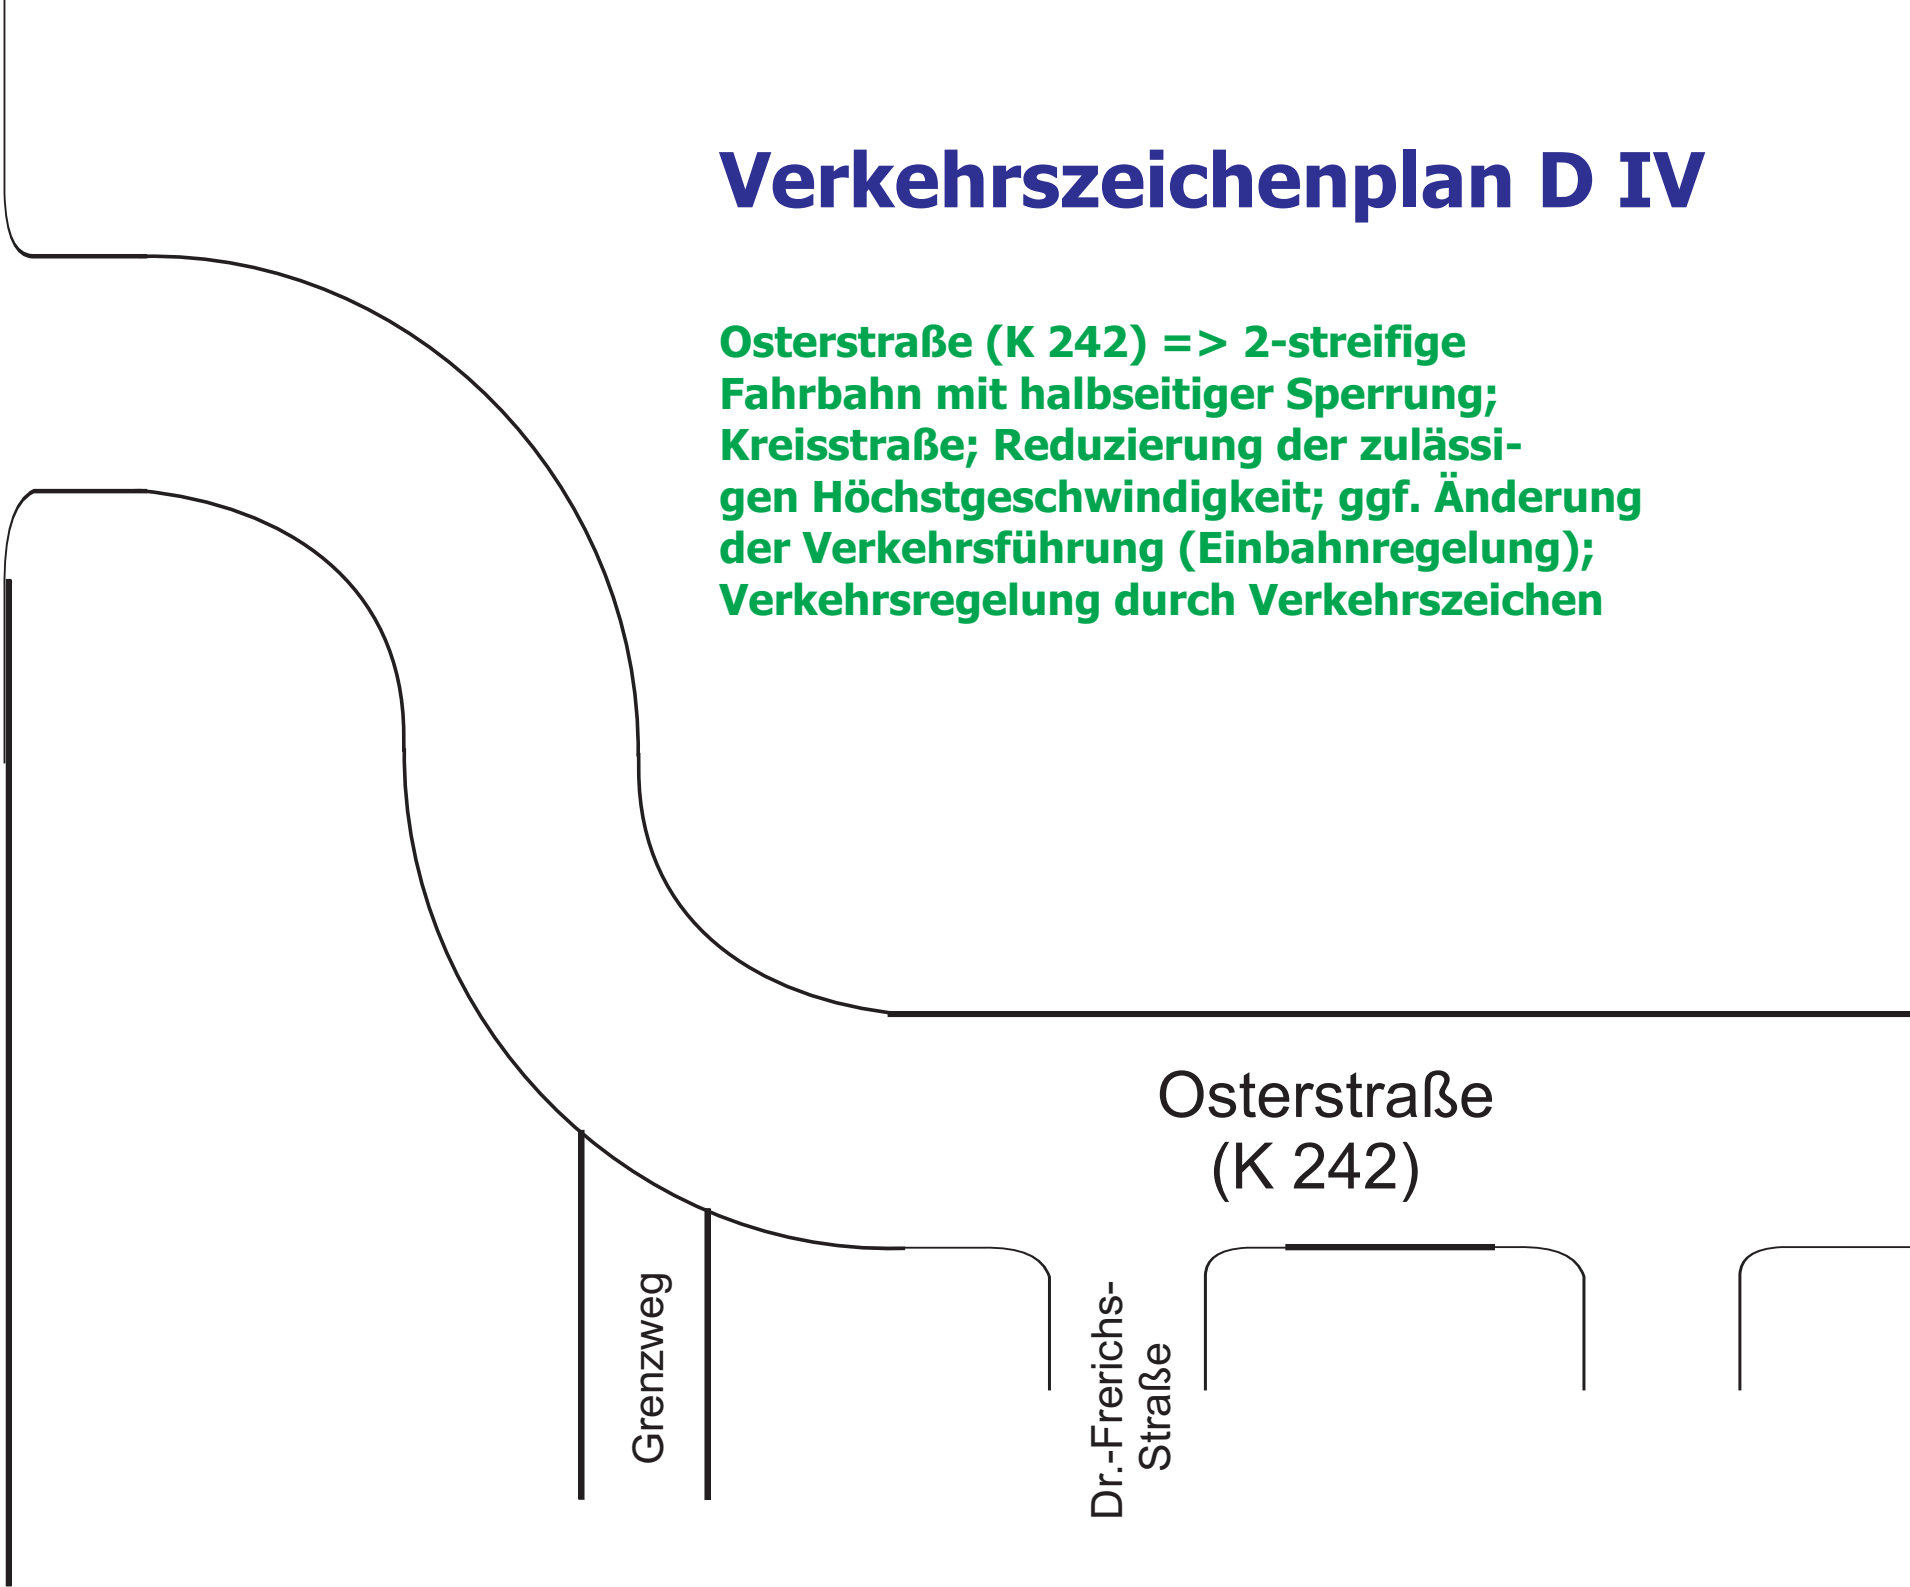 Verkehrszeichenplan D IV
Osterstraße (K 242) => 2-streifige
Fahrbahn mit halbseitiger Sperrung;
Kreisstraße; Reduzierung der zulässi-
gen Höchstgeschwindigkeit; ggf. Änderung
der Verkehrsführung (Einbahnregelung);
Verkehrsregelung durch Verkehrszeichen
Osterstraße
(K 242)
Grenzweg
Dr.-Frerichs-
Straße